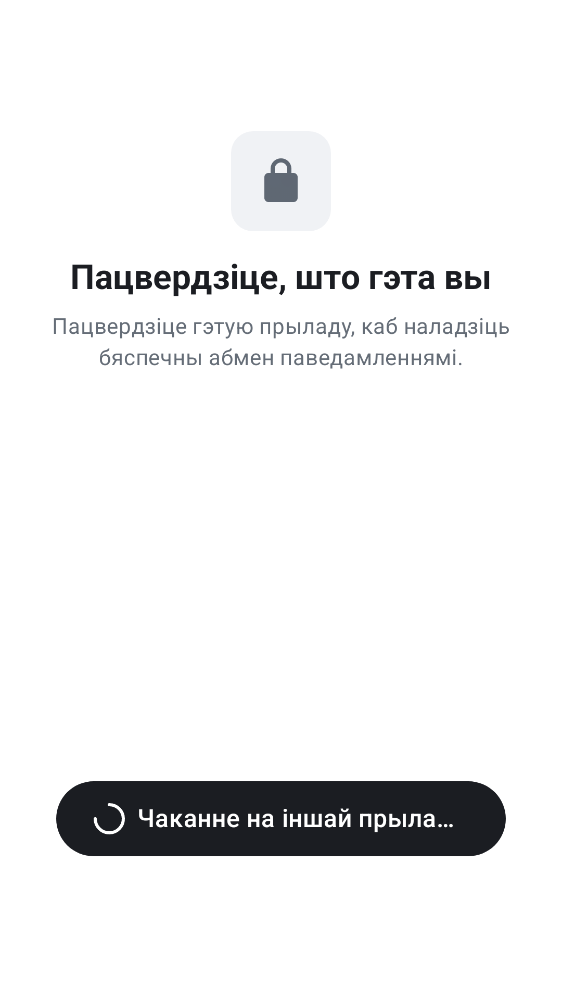 Пацвердзіце, што гэта вы
Пацвердзіце гэтую прыладу, каб наладзіць
бяспечны абмен паведамленнямі.
Чаканне на іншай прыла…